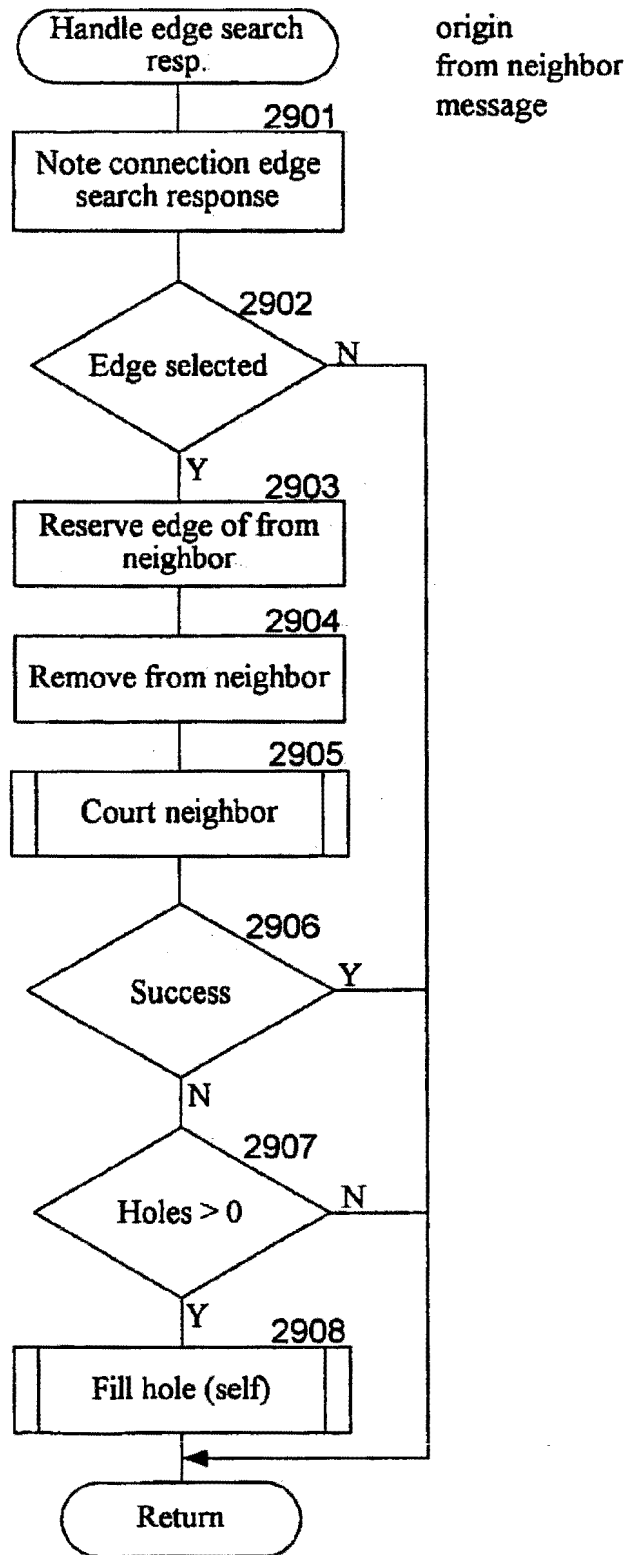 Handle edge search
resp.
origin
from neighbor
message
2901
Note connection edge
search response
2902
Edge selected
N
Y
2903
Reserve edge of from
neighbor
2904
Remove from neighbor
2905
Court neighbor
2906
Success
Y
N
2907
Holes > 0
N
Y
2908
Fill hole (self)
Return